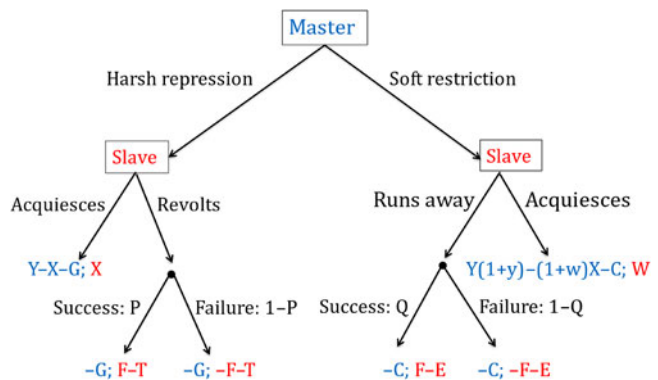 Master
Harsh repression
Soft restriction
Slave
Slave
Acquiesces
Revolts
Runs away
Acquiesces
Y–X–G; X
Y(1+y)–(1+w)X–C; W
Success: P
Failure: 1–P
Success: Q
Failure: 1–Q
–G; F–T
–G; –F–T
–C; F–E
–C; –F–E